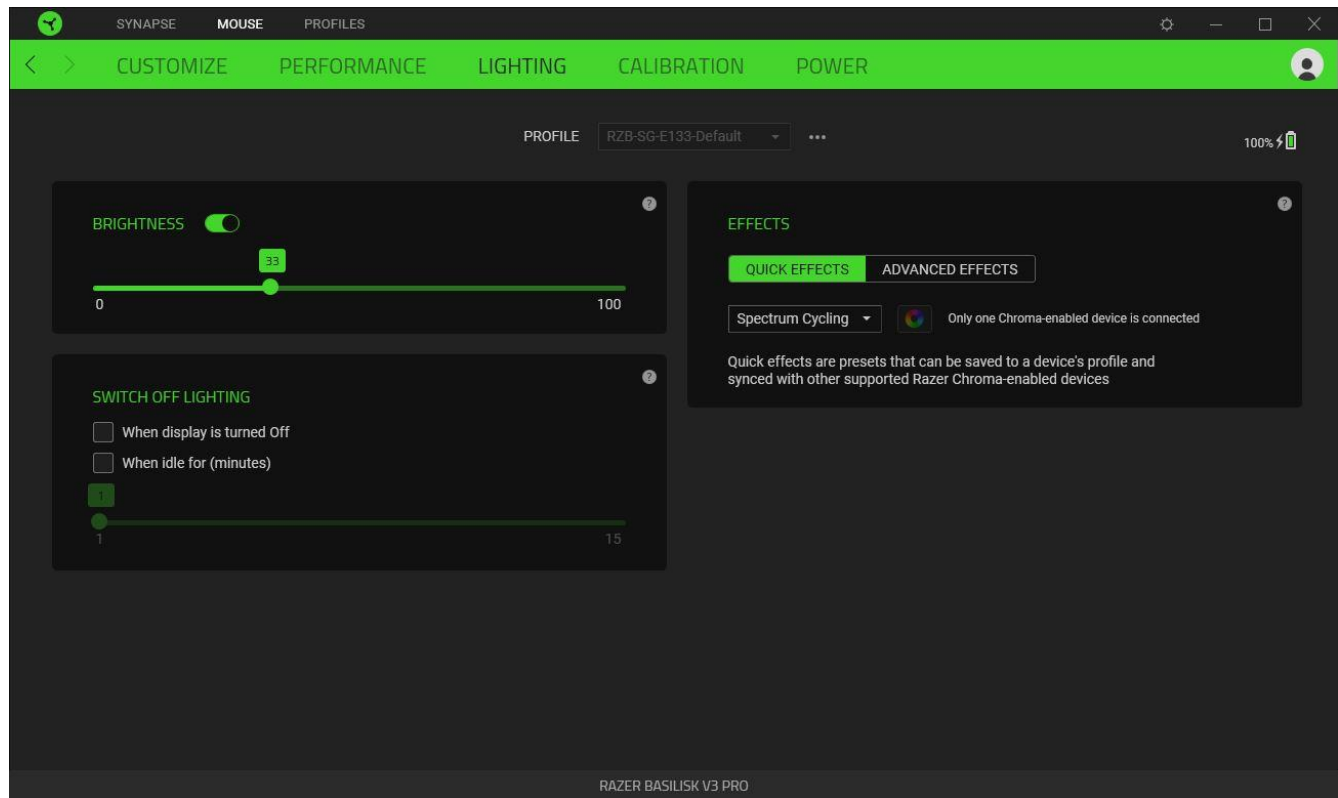 SYNAPSE MOUSE PROFILES
CUSTOMIZE PERFORMANCE LIGHTING CALIBRATION POWER
PROFILE RZB-SG-E133-Default
100%
BRIGHTNESS
33
0 100
SWITCH OFF LIGHTING
When display is turned Off
When idle for (minutes)
1
1 15
EFFECTS
QUICK EFFECTS ADVANCED EFFECTS
Spectrum Cycling Only one Chroma-enabled device is connected
Quick effects are presets that can be saved to a device's profile and
synced with other supported Razer Chroma-enabled devices
RAZER BASILISK V3 PRO